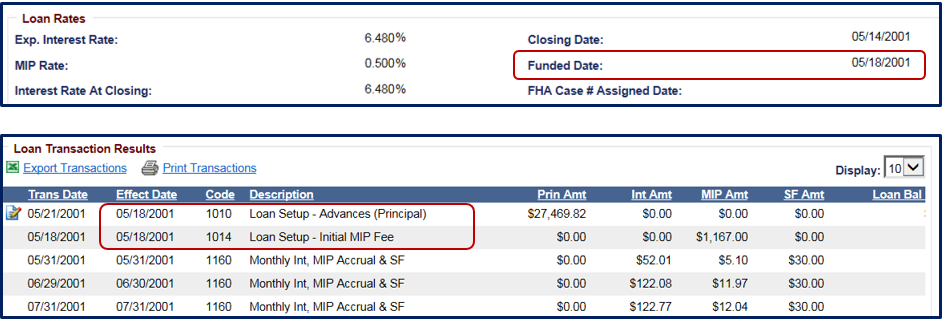 Loan Rates
Exp. Interest Rate: 6.480% Closing Date: 05/14/2001
MIP Rate: 0.500% Funded Date: 05/18/2001
Interest Rate At Closing: 6.480% FHA Case # Assigned Date:
Loan Transaction Results
Export Transactions Print Transactions Display: 10
Trans Date Effect Date Code Description Prin Amt Int Amt MIP Amt SF Amt Loan Bal
05/21/2001 05/18/2001 1010 Loan Setup - Advances (Principal) $27,469.82 $0.00 $0.00 $0.00
05/18/2001 05/18/2001 1014 Loan Setup - Initial MIP Fee $0.00 $0.00 $1,167.00 $0.00
05/31/2001 05/31/2001 1160 Monthly Int, MIP Accrual & SF $0.00 $52.01 $5.10 $30.00
06/29/2001 06/30/2001 1160 Monthly Int, MIP Accrual & SF $0.00 $122.08 $11.97 $30.00
07/31/2001 07/31/2001 1160 Monthly Int, MIP Accrual & SF $0.00 $122.77 $12.04 $30.00